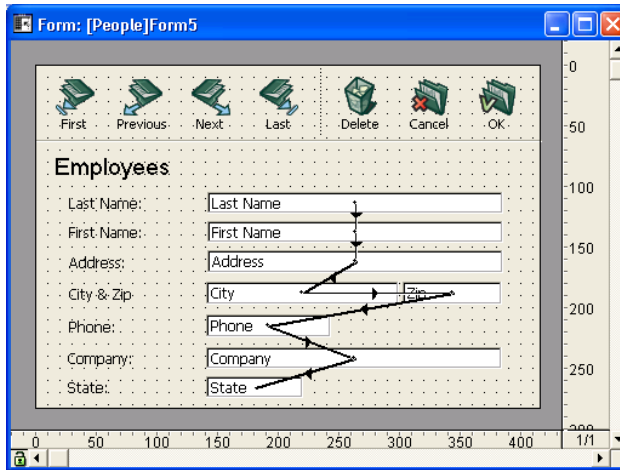 Form: [People]Form5
First Previous Next Last Delete Cancel OK
Employees
Last Name: Last Name
First Name: First Name
Address: Address
City & Zip City Zip
Phone: Phone
Company: Company
State: State
0
50
100
150
200
250
300
0 50 100 150 200 250 300 350 400 1/1